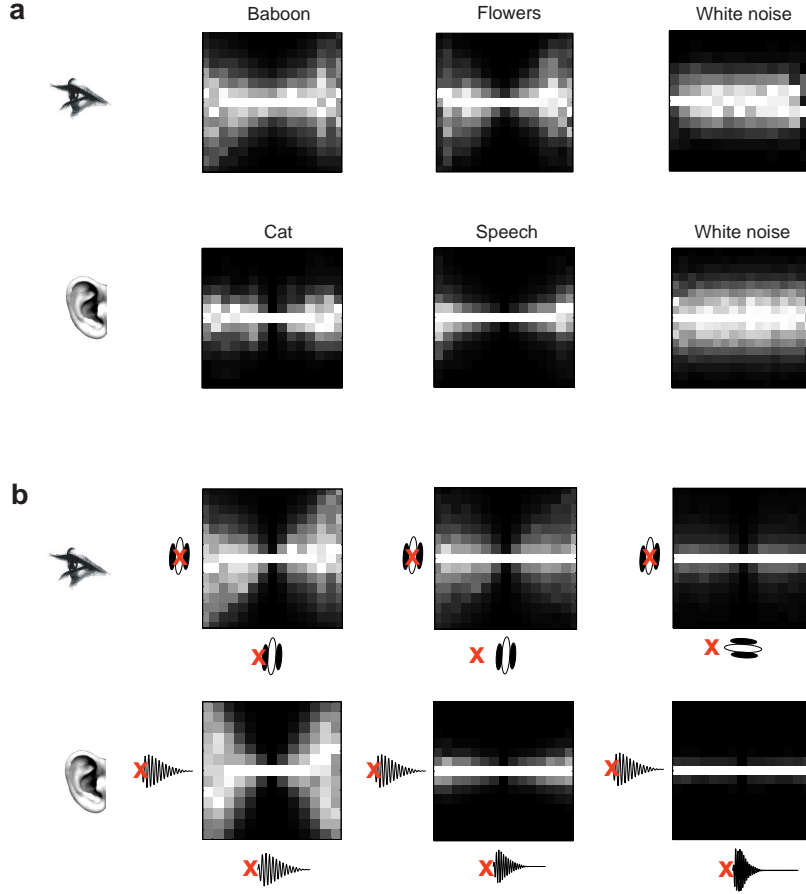 a
Baboon Flowers White noise
Cat Speech White noise
b
X X X
X X X
X X X
X X X